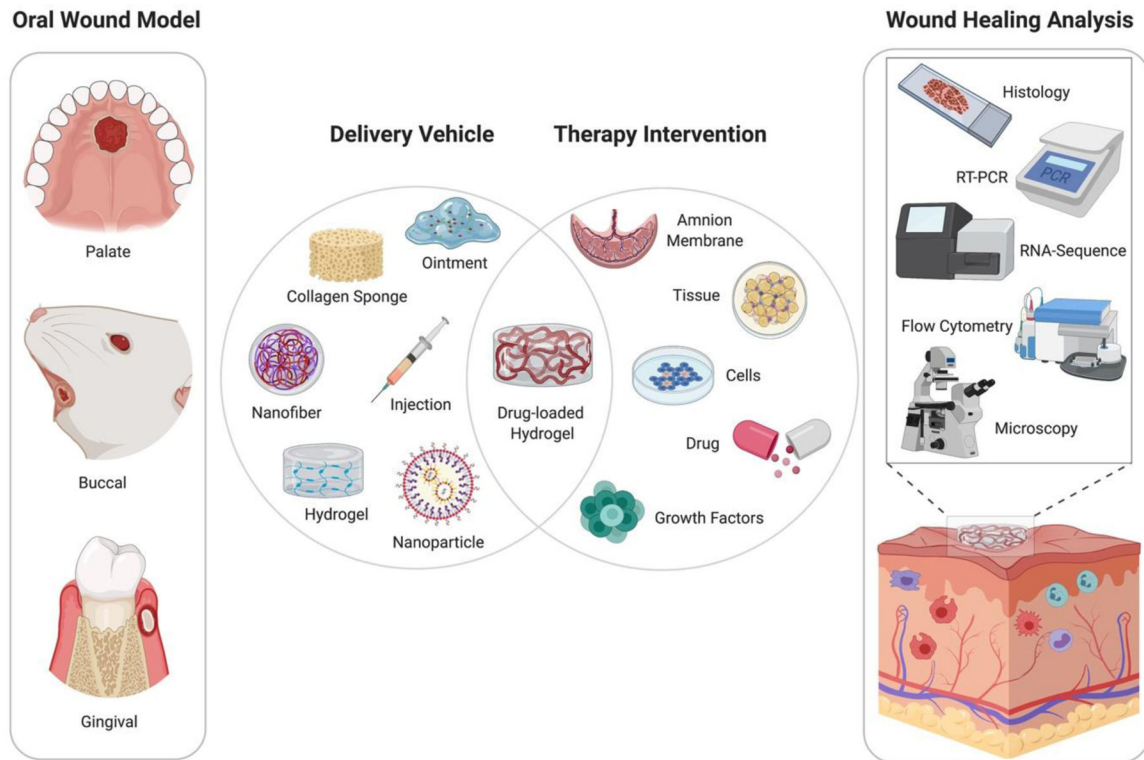 Oral Wound Model
Palate
Buccal
Gingival
Delivery Vehicle
Ointment
Collagen Sponge
Nanofiber
Injection
Hydrogel
Nanoparticle
Drug-loaded
Hydrogel
Therapy Intervention
Amnion
Membrane
Tissue
Cells
Drug
Growth Factors
Wound Healing Analysis
Histology
RT-PCR
PCR
RNA-Sequence
Flow Cytometry
Microscopy